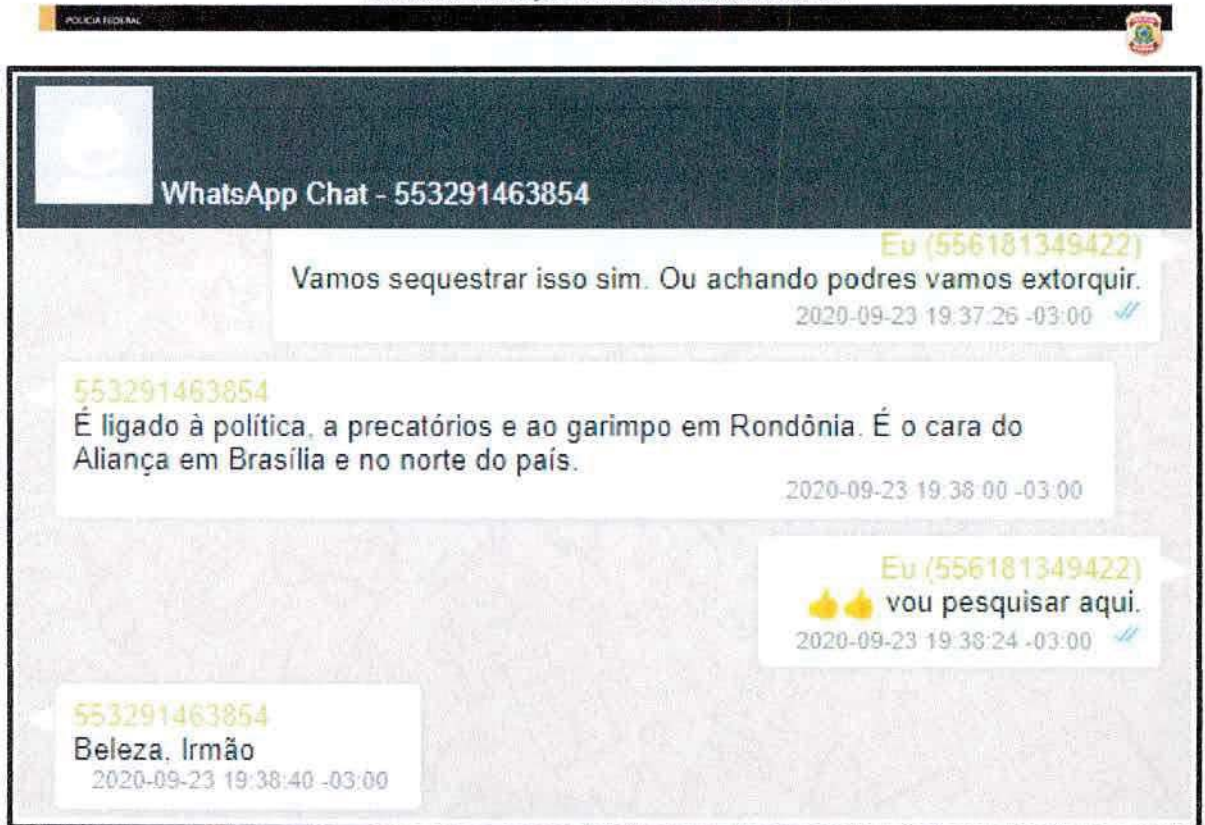 POLÍCIA FEDERAL
WhatsApp Chat - 553291463854
Eu (556181349422)
Vamos sequestrar isso sim. Ou achando podres vamos extorquir.
2020-09-23 19:37:26 -03:00
553291463854
É ligado à política, a precatórios e ao garimpo em Rondônia. É o cara do
Aliança em Brasília e no norte do país.
2020-09-23 19:38:00 -03:00
Eu (556181349422)
👍👍 vou pesquisar aqui.
2020-09-23 19:38:24 -03:00
553291463854
Beleza, Irmão
2020-09-23 19:38:40 -03:00